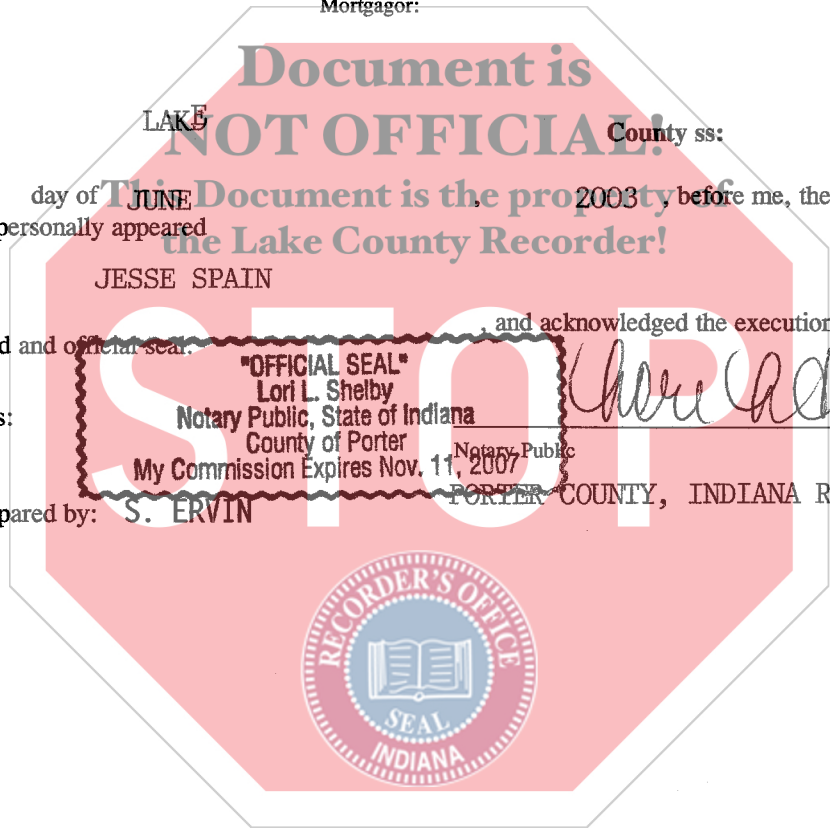 Mortgagor:
Document is
LAKE
NOT OFFICIAL!
County ss:
This Document is the property of
day of JUNE , 2003 , before me, the
personally appeared
the Lake County Recorder!
JESSE SPAIN
, and acknowledged the execution
d and official seal.
STOP
"OFFICIAL SEAL"
Lori L. Shelby
Notary Public, State of Indiana
County of Porter
My Commission Expires Nov. 11, 2007
s:
Notary Public
PORTER COUNTY, INDIANA R
pared by: S. ERVIN
RECORDER'S OFFICE
SEAL
INDIANA